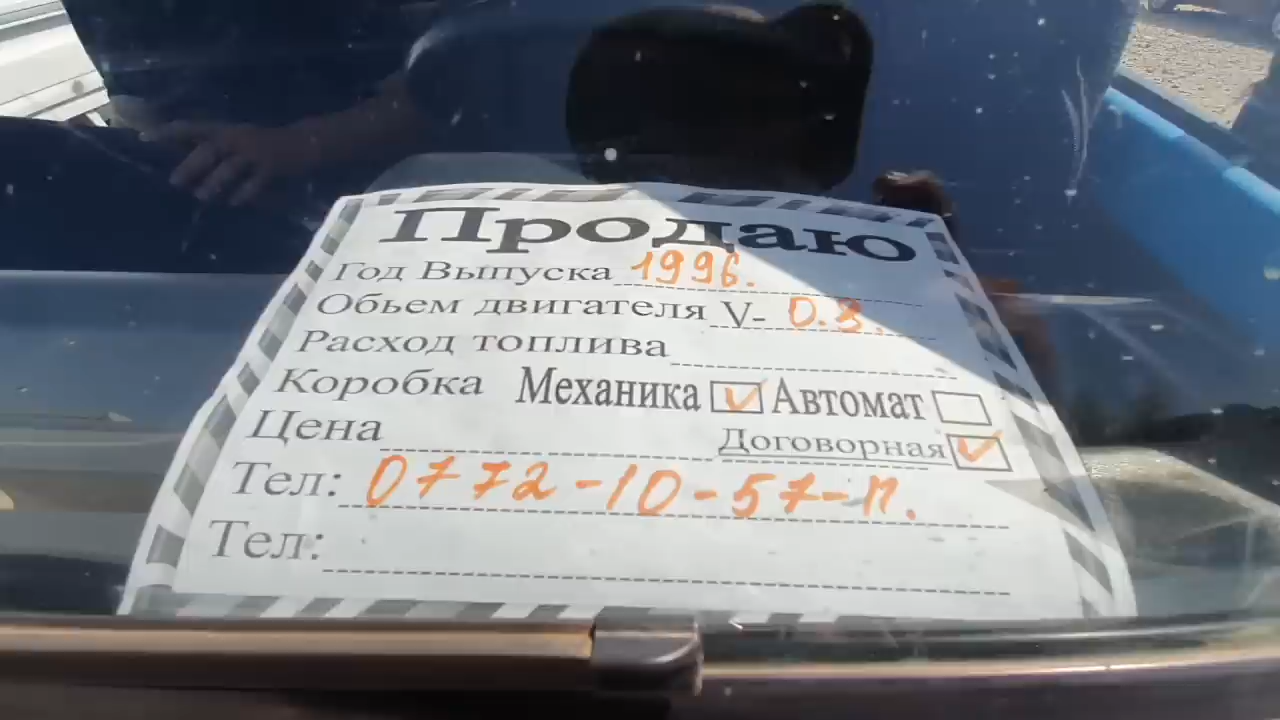 Продаю
Год Выпуска 1996.
Обьем двигателя V- 0.8.
Расход топлива
Коробка Механика Автомат
Цена Договорная
Тел: 0772-10-57-11.
Тел: